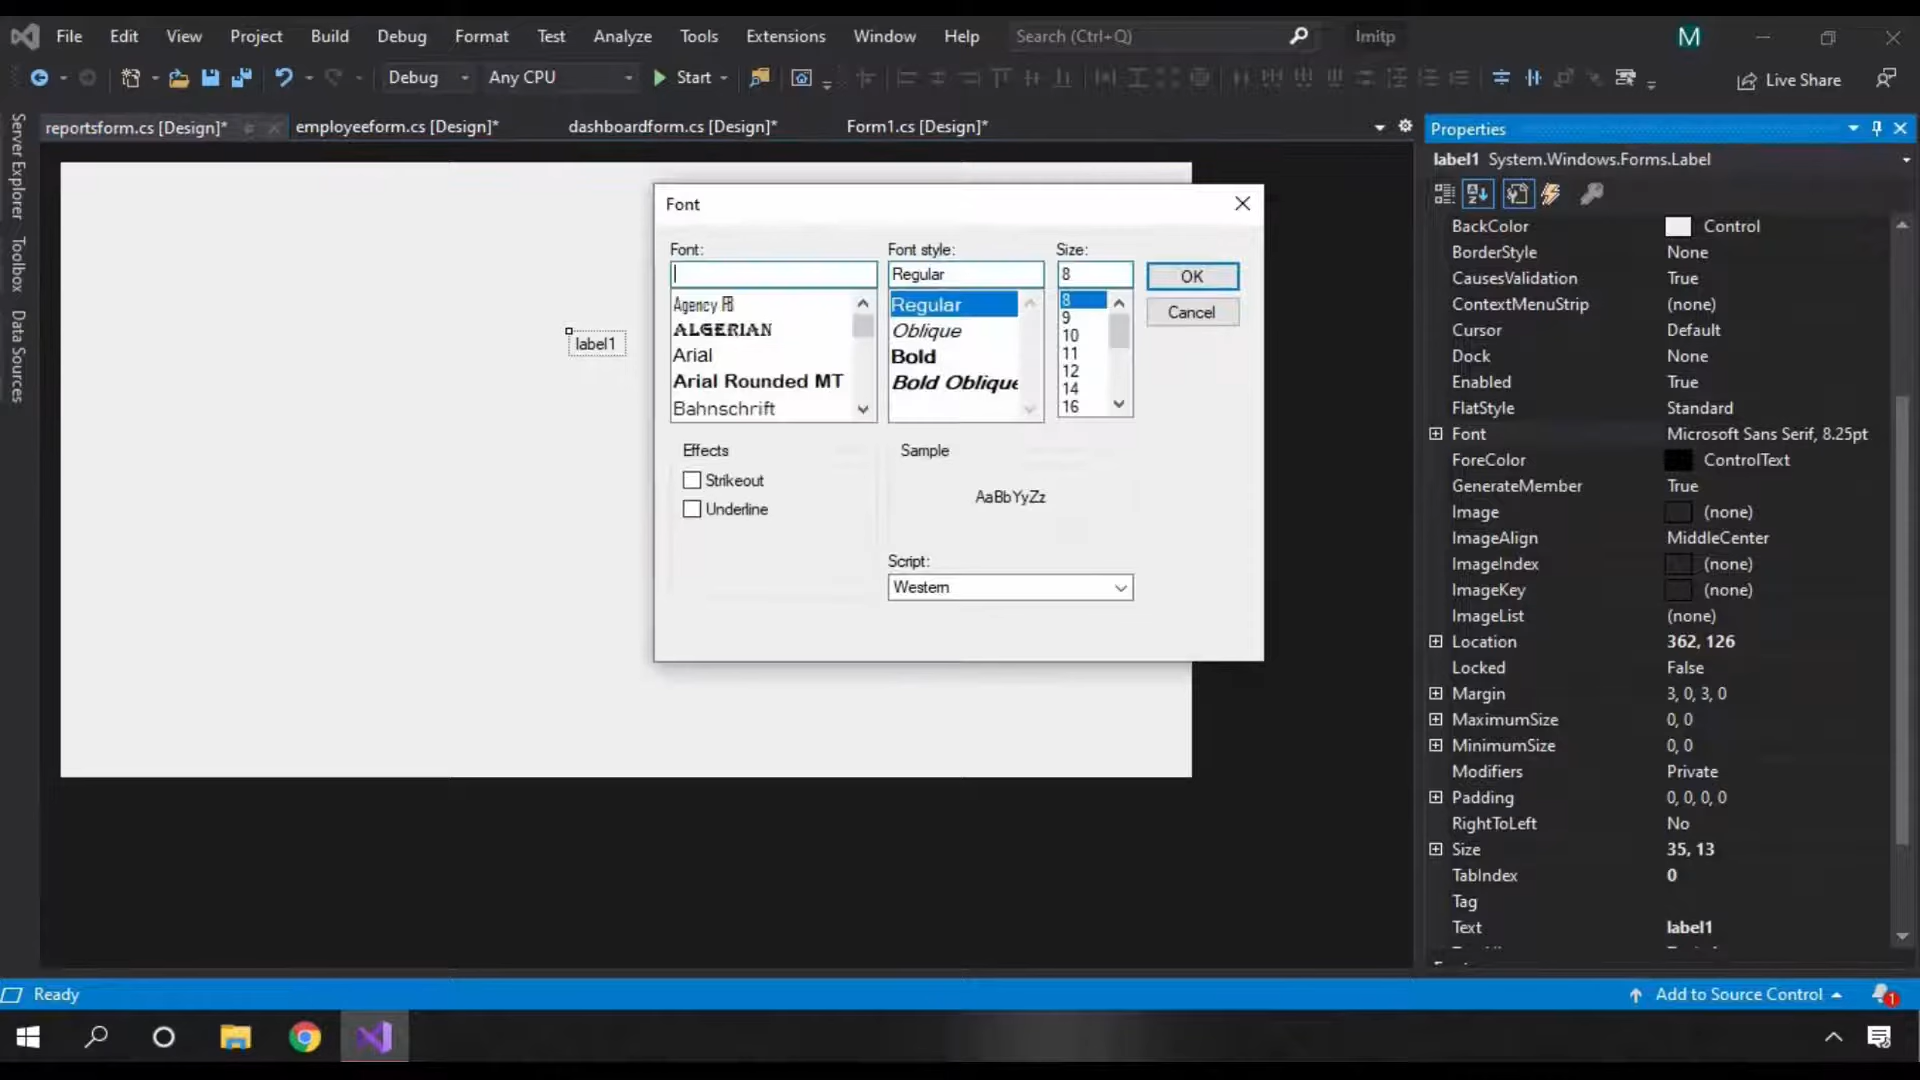 File Edit View Project Build Debug Format Test Analyze Tools Extensions Window Help Search (Ctrl+Q) Imitp M
Debug Any CPU Start Live Share
reportsform.cs [Design]* employeeform.cs [Design]* dashboardform.cs [Design]* Form1.cs [Design]*
Server Explorer
Toolbox
Data Sources
label1
Font
Font: Font style: Size:
Regular 8 OK
Cancel
Agency FB
ALGERIAN
Arial
Arial Rounded MT
Bahnschrift
Regular
Oblique
Bold
Bold Oblique
8
9
10
11
12
14
16
Effects
Strikeout
Underline
Sample
AaBbYyZz
Script:
Western
Properties
label1 System.Windows.Forms.Label
BackColor Control
BorderStyle None
CausesValidation True
ContextMenuStrip (none)
Cursor Default
Dock None
Enabled True
FlatStyle Standard
Font Microsoft Sans Serif, 8.25pt
ForeColor ControlText
GenerateMember True
Image (none)
ImageAlign MiddleCenter
ImageIndex (none)
ImageKey (none)
ImageList (none)
Location 362, 126
Locked False
Margin 3, 0, 3, 0
MaximumSize 0, 0
MinimumSize 0, 0
Modifiers Private
Padding 0, 0, 0, 0
RightToLeft No
Size 35, 13
TabIndex 0
Tag
Text label1
Ready Add to Source Control 1